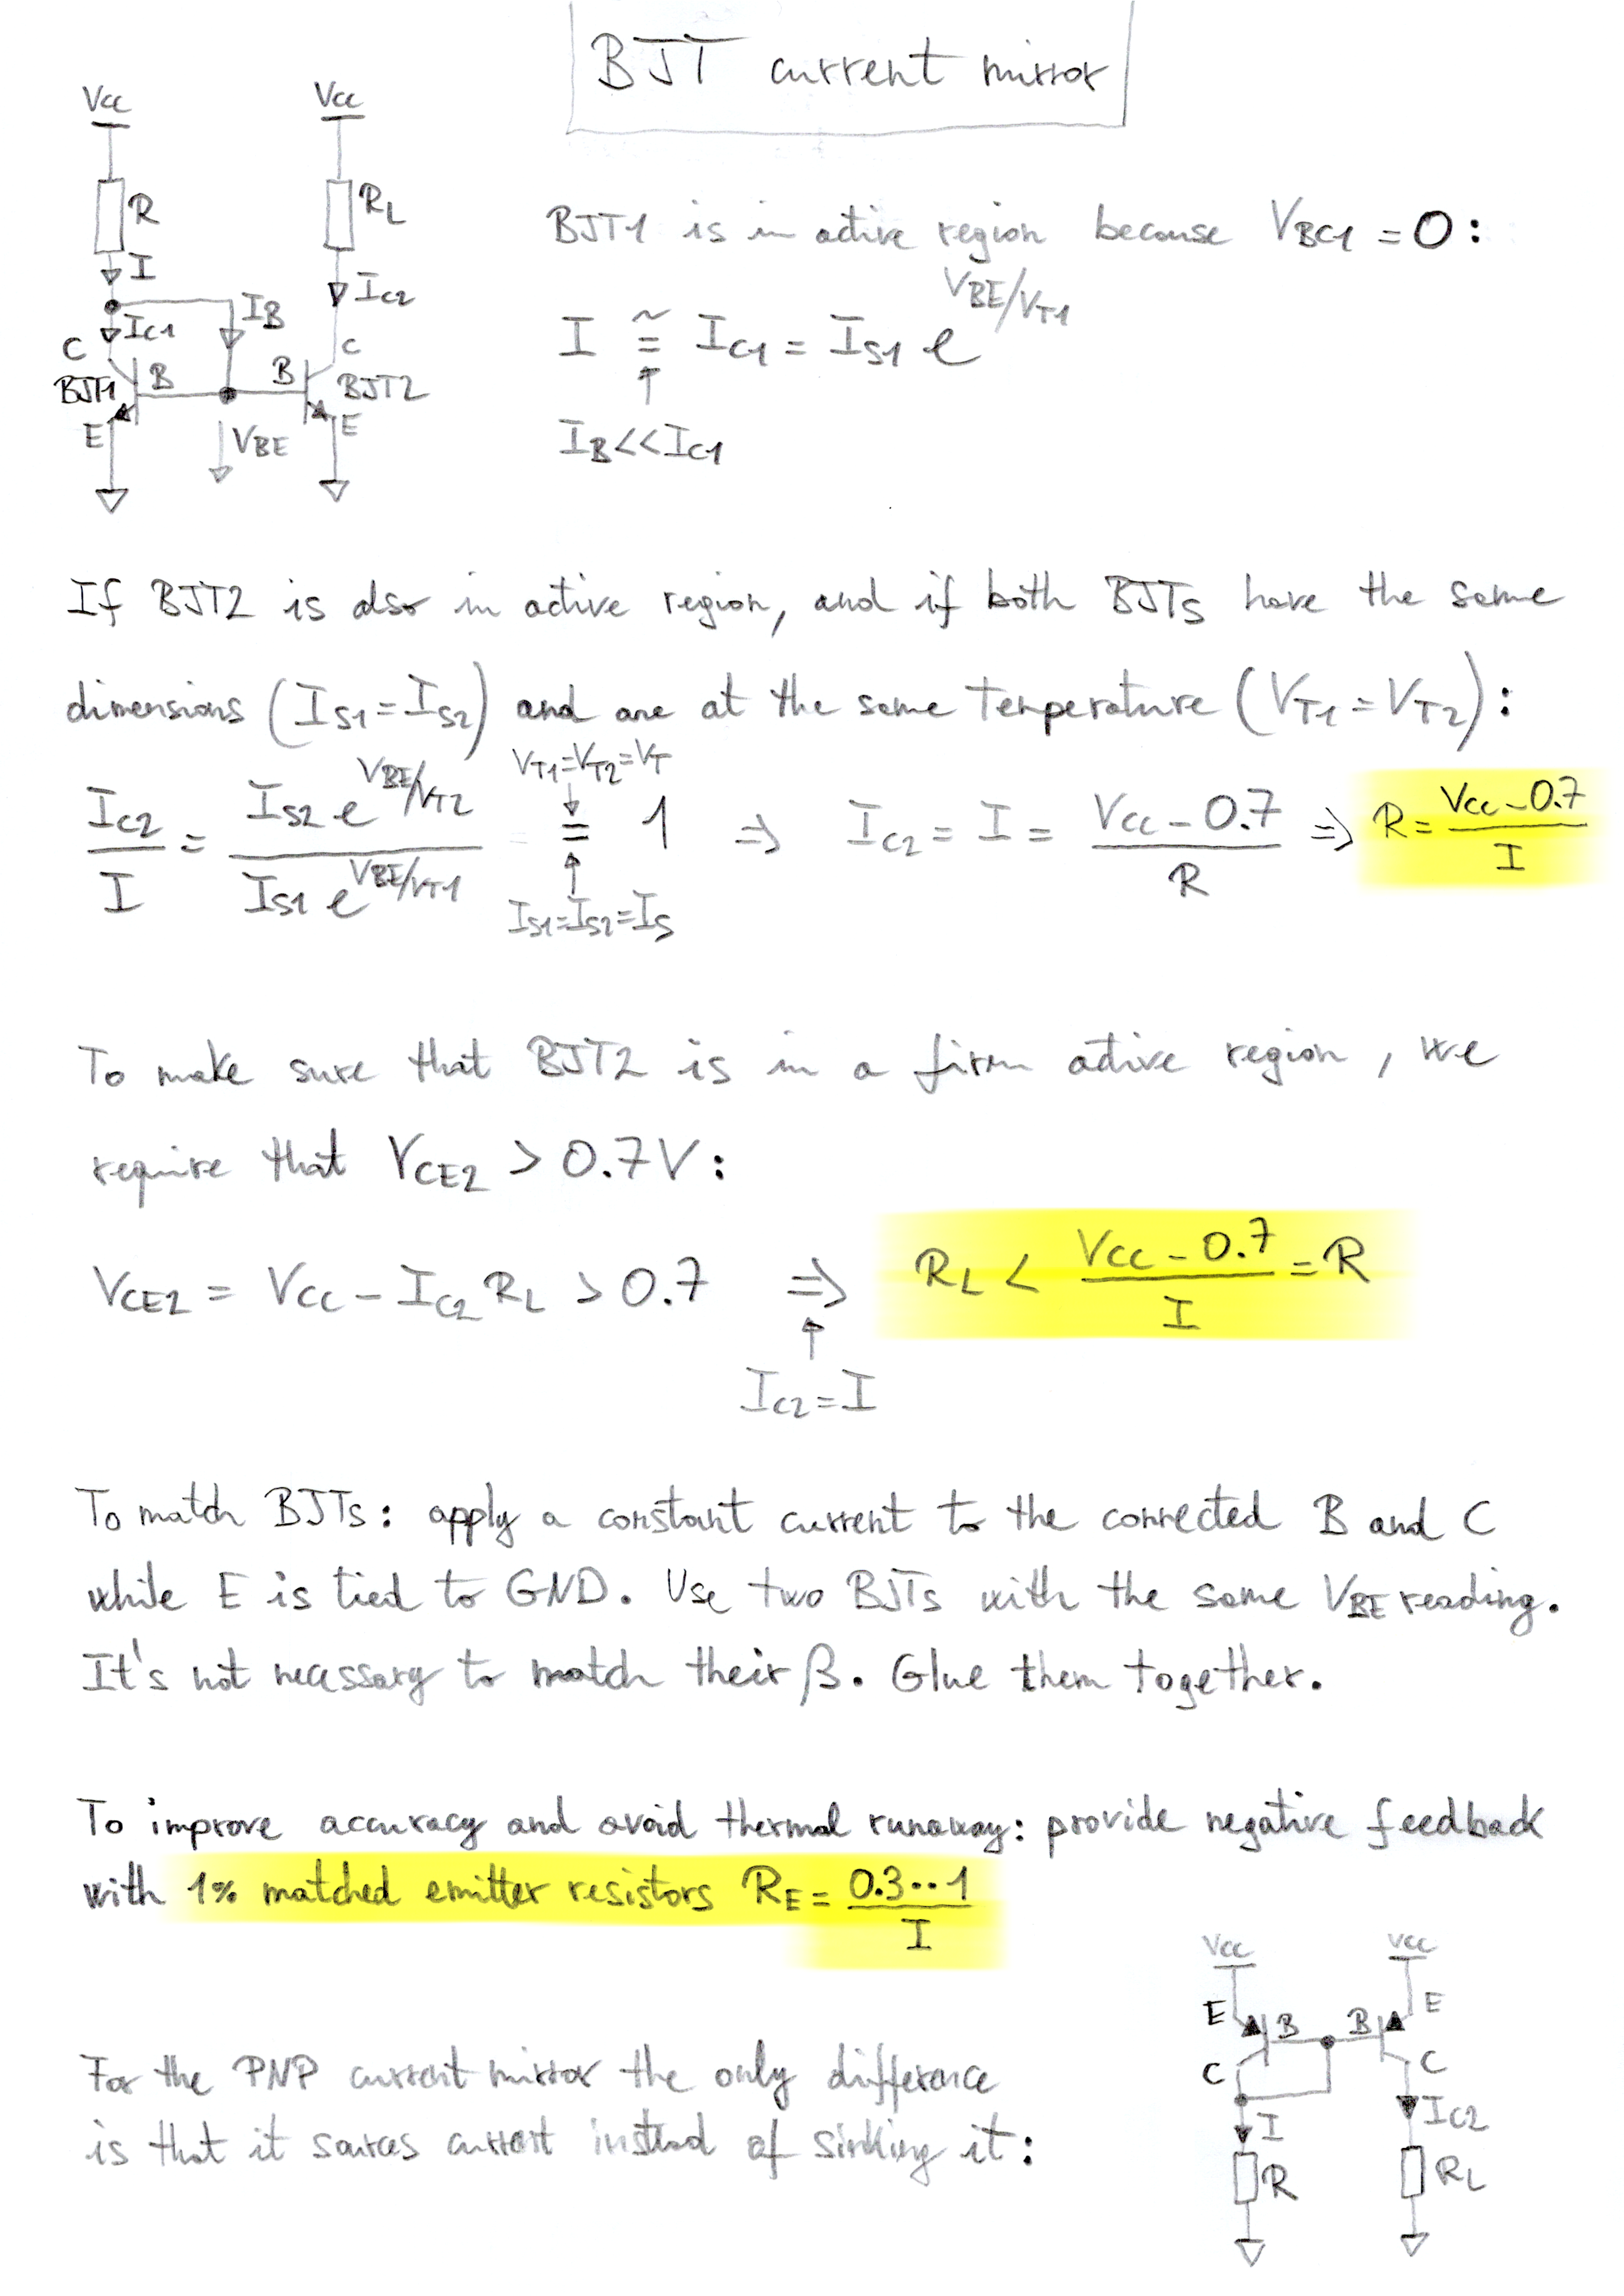 BJT current mirror
Vcc Vcc
R RL
I
IC2
IC1 IB
C C
BJT1 B B BJT2
E E
VBE
BJT1 is in active region because VBC1 = 0:
I ≅ IC1 = IS1 e^VBE/VT1
↑
IB<<IC1
If BJT2 is also in active region, and if both BJTs have the same
dimensions (IS1=IS2) and are at the same temperature (VT1=VT2):
VT1=VT2=VT
IC2/I = IS2 e^VBE/VT2 / IS1 e^VBE/VT1 = 1 ⇒ IC2 = I = Vcc-0.7/R ⇒ R = Vcc-0.7/I
IS1=IS2=IS
To make sure that BJT2 is in a firm active region, we
require that VCE2 > 0.7V:
VCE2 = VCC - IC2 RL > 0.7 ⇒ RL < Vcc-0.7/I = R
↑
IC2=I
To match BJTs: apply a constant current to the connected B and C
while E is tied to GND. Use two BJTs with the same VBE reading.
It's not necessary to match their β. Glue them together.
To improve accuracy and avoid thermal runaway: provide negative feedback
with 1% matched emitter resistors RE = 0.3..1/I
For the PNP current mirror the only difference
is that it sources current instead of sinking it:
Vcc Vcc
E B B E
C C
I IC2
R RL